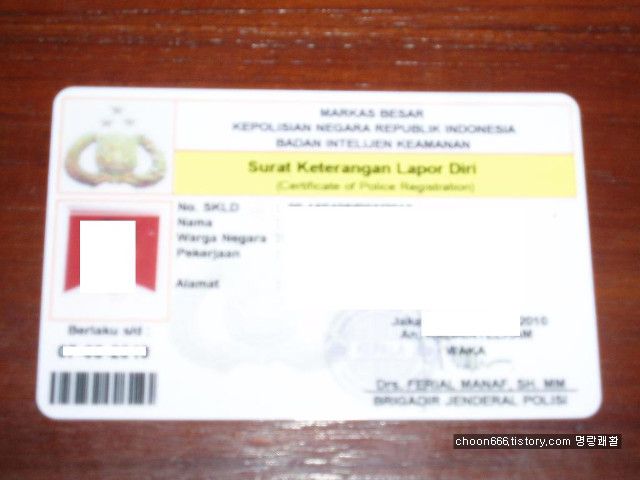 MARKAS BESAR
KEPOLISIAN NEGARA REPUBLIK INDONESIA
BADAN INTELIJEN KEAMANAN
Surat Keterangan Lapor Diri
(Certificate of Police Registration)
No. SKLD
Nama
Warga Negara
Pekerjaan
Alamat
Berlaku s/d
Jaka 2010
An.
WAKA
Drs. FERIAL MANAF, SH. MM
BRIGADIR JENDERAL POLISI
choon666.tistory.com 명랑쾌활